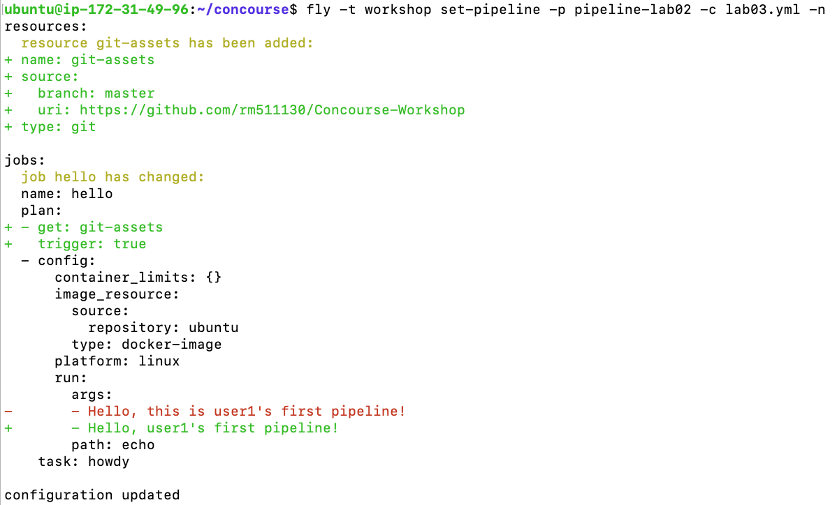 ubuntu@ip-172-31-49-96:~/concourse$ fly -t workshop set-pipeline -p pipeline-lab02 -c lab03.yml -n
resources:
  resource git-assets has been added:
+ name: git-assets
+ source:
+   branch: master
+   uri: https://github.com/rm511130/Concourse-Workshop
+ type: git

jobs:
  job hello has changed:
  name: hello
  plan:
+ - get: git-assets
+   trigger: true
  - config:
      container_limits: {}
      image_resource:
        source:
          repository: ubuntu
        type: docker-image
      platform: linux
      run:
        args:
-       - Hello, this is user1's first pipeline!
+       - Hello, user1's first pipeline!
        path: echo
    task: howdy

configuration updated